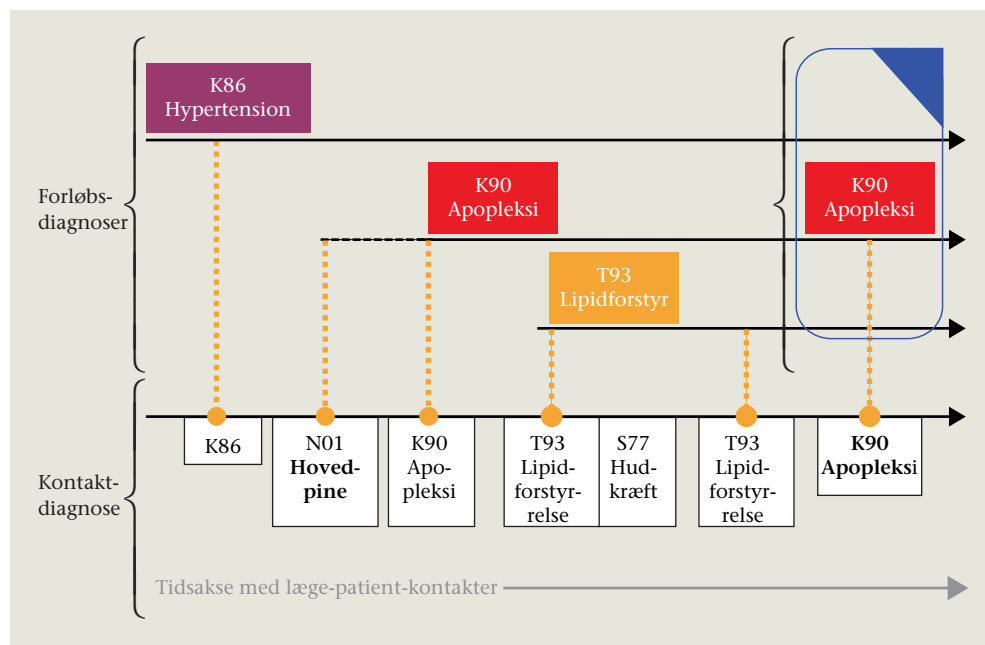 K86
Hypertension
Forløbs-
diagnoser
K90
Apopleksi
K90
Apopleksi
T93
Lipidforstyr
Kontakt-
diagnose
K86
N01
Hoved-
pine
K90
Apo-
pleksi
T93
Lipid-
forstyr-
relse
S77
Hud-
kræft
T93
Lipid-
forstyr-
relse
K90
Apopleksi
Tidsakse med læge-patient-kontakter